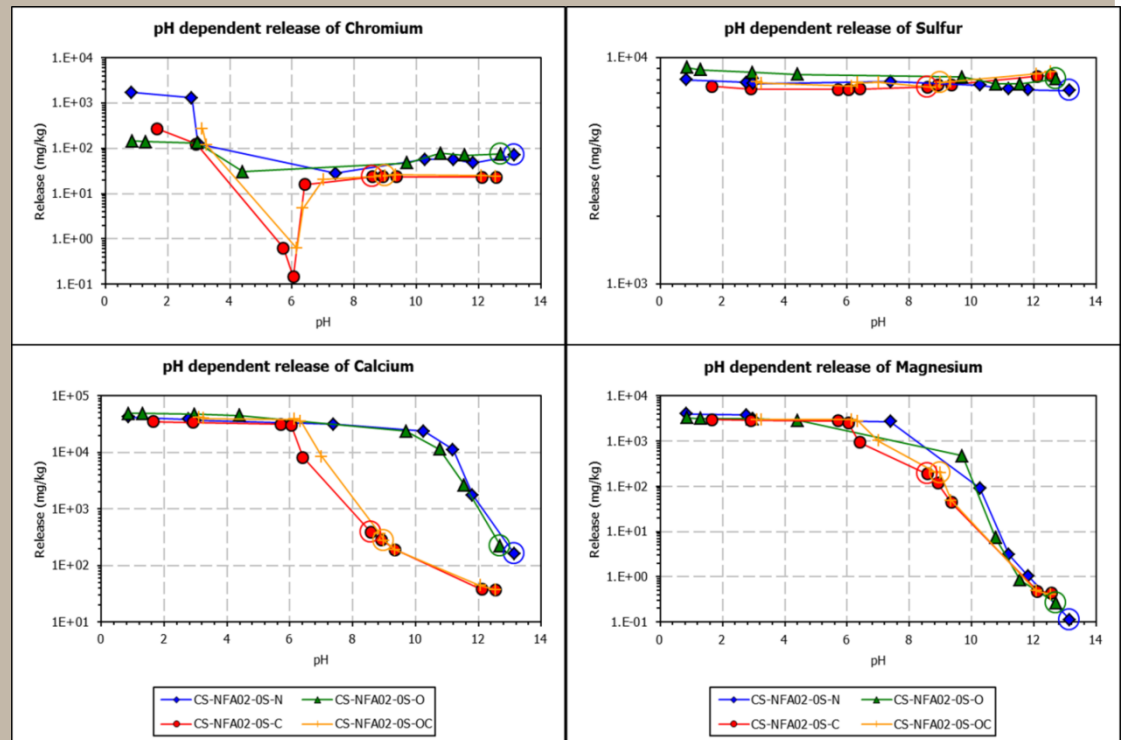 pH dependent release of Chromium
1.E+04
1.E+03
1.E+02
1.E+01
1.E+00
1.E-01
Release (mg/kg)
0 2 4 6 8 10 12 14
pH
pH dependent release of Sulfur
1.E+04
1.E+03
Release (mg/kg)
0 2 4 6 8 10 12 14
pH
pH dependent release of Calcium
1E+05
1E+04
1E+03
1E+02
1E+01
Release (mg/kg)
0 2 4 6 8 10 12 14
pH
CS-NFA02-0S-N CS-NFA02-0S-O
CS-NFA02-0S-C CS-NFA02-0S-OC
pH dependent release of Magnesium
1.E+04
1.E+03
1.E+02
1.E+01
1.E+00
1.E-01
Release (mg/kg)
0 2 4 6 8 10 12 14
pH
CS-NFA02-0S-N CS-NFA02-0S-O
CS-NFA02-0S-C CS-NFA02-0S-OC